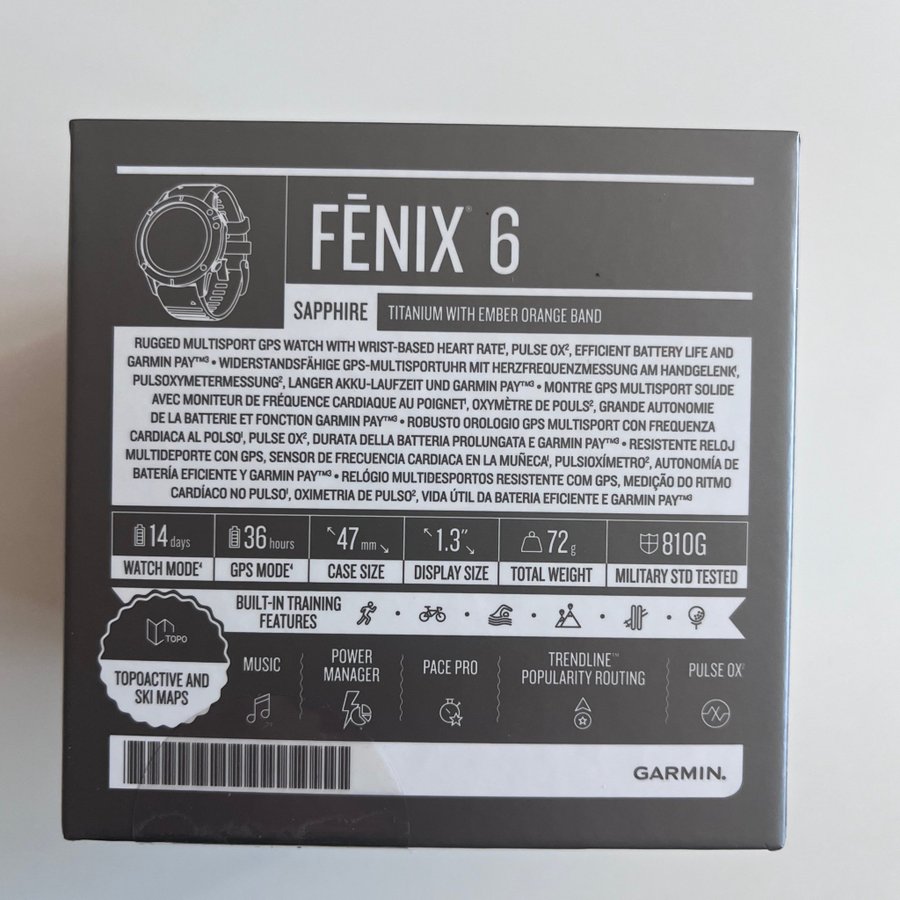 FĒNIX® 6
SAPPHIRE TITANIUM WITH EMBER ORANGE BAND
RUGGED MULTISPORT GPS WATCH WITH WRIST-BASED HEART RATE¹, PULSE OX², EFFICIENT BATTERY LIFE AND
GARMIN PAY™³ • WIDERSTANDSFÄHIGE GPS-MULTISPORTUHR MIT HERZFREQUENZMESSUNG AM HANDGELENK¹,
PULSOXYMETERMESSUNG², LANGER AKKU-LAUFZEIT UND GARMIN PAY™³ • MONTRE GPS MULTISPORT SOLIDE
AVEC MONITEUR DE FRÉQUENCE CARDIAQUE AU POIGNET¹, OXYMÈTRE DE POULS², GRANDE AUTONOMIE
DE LA BATTERIE ET FONCTION GARMIN PAY™³ • ROBUSTO OROLOGIO GPS MULTISPORT CON FREQUENZA
CARDIACA AL POLSO¹, PULSE OX², DURATA DELLA BATTERIA PROLUNGATA E GARMIN PAY™³ • RESISTENTE RELOJ
MULTIDEPORTE CON GPS, SENSOR DE FRECUENCIA CARDIACA EN LA MUÑECA¹, PULSIOXÍMETRO², AUTONOMÍA DE
BATERÍA EFICIENTE Y GARMIN PAY™³ • RELÓGIO MULTIDESPORTOS RESISTENTE COM GPS, MEDIÇÃO DO RITMO
CARDÍACO NO PULSO¹, OXIMETRIA DE PULSO², VIDA ÚTIL DA BATERIA EFICIENTE E GARMIN PAY™³
14 days 36 hours 47 mm 1.3" 72 g 810G
WATCH MODE⁴ GPS MODE⁴ CASE SIZE DISPLAY SIZE TOTAL WEIGHT MILITARY STD TESTED
BUILT-IN TRAINING
FEATURES
TOPO
TOPOACTIVE AND
SKI MAPS
MUSIC
POWER
MANAGER
PACE PRO
TRENDLINE™
POPULARITY ROUTING
PULSE OX²
GARMIN.